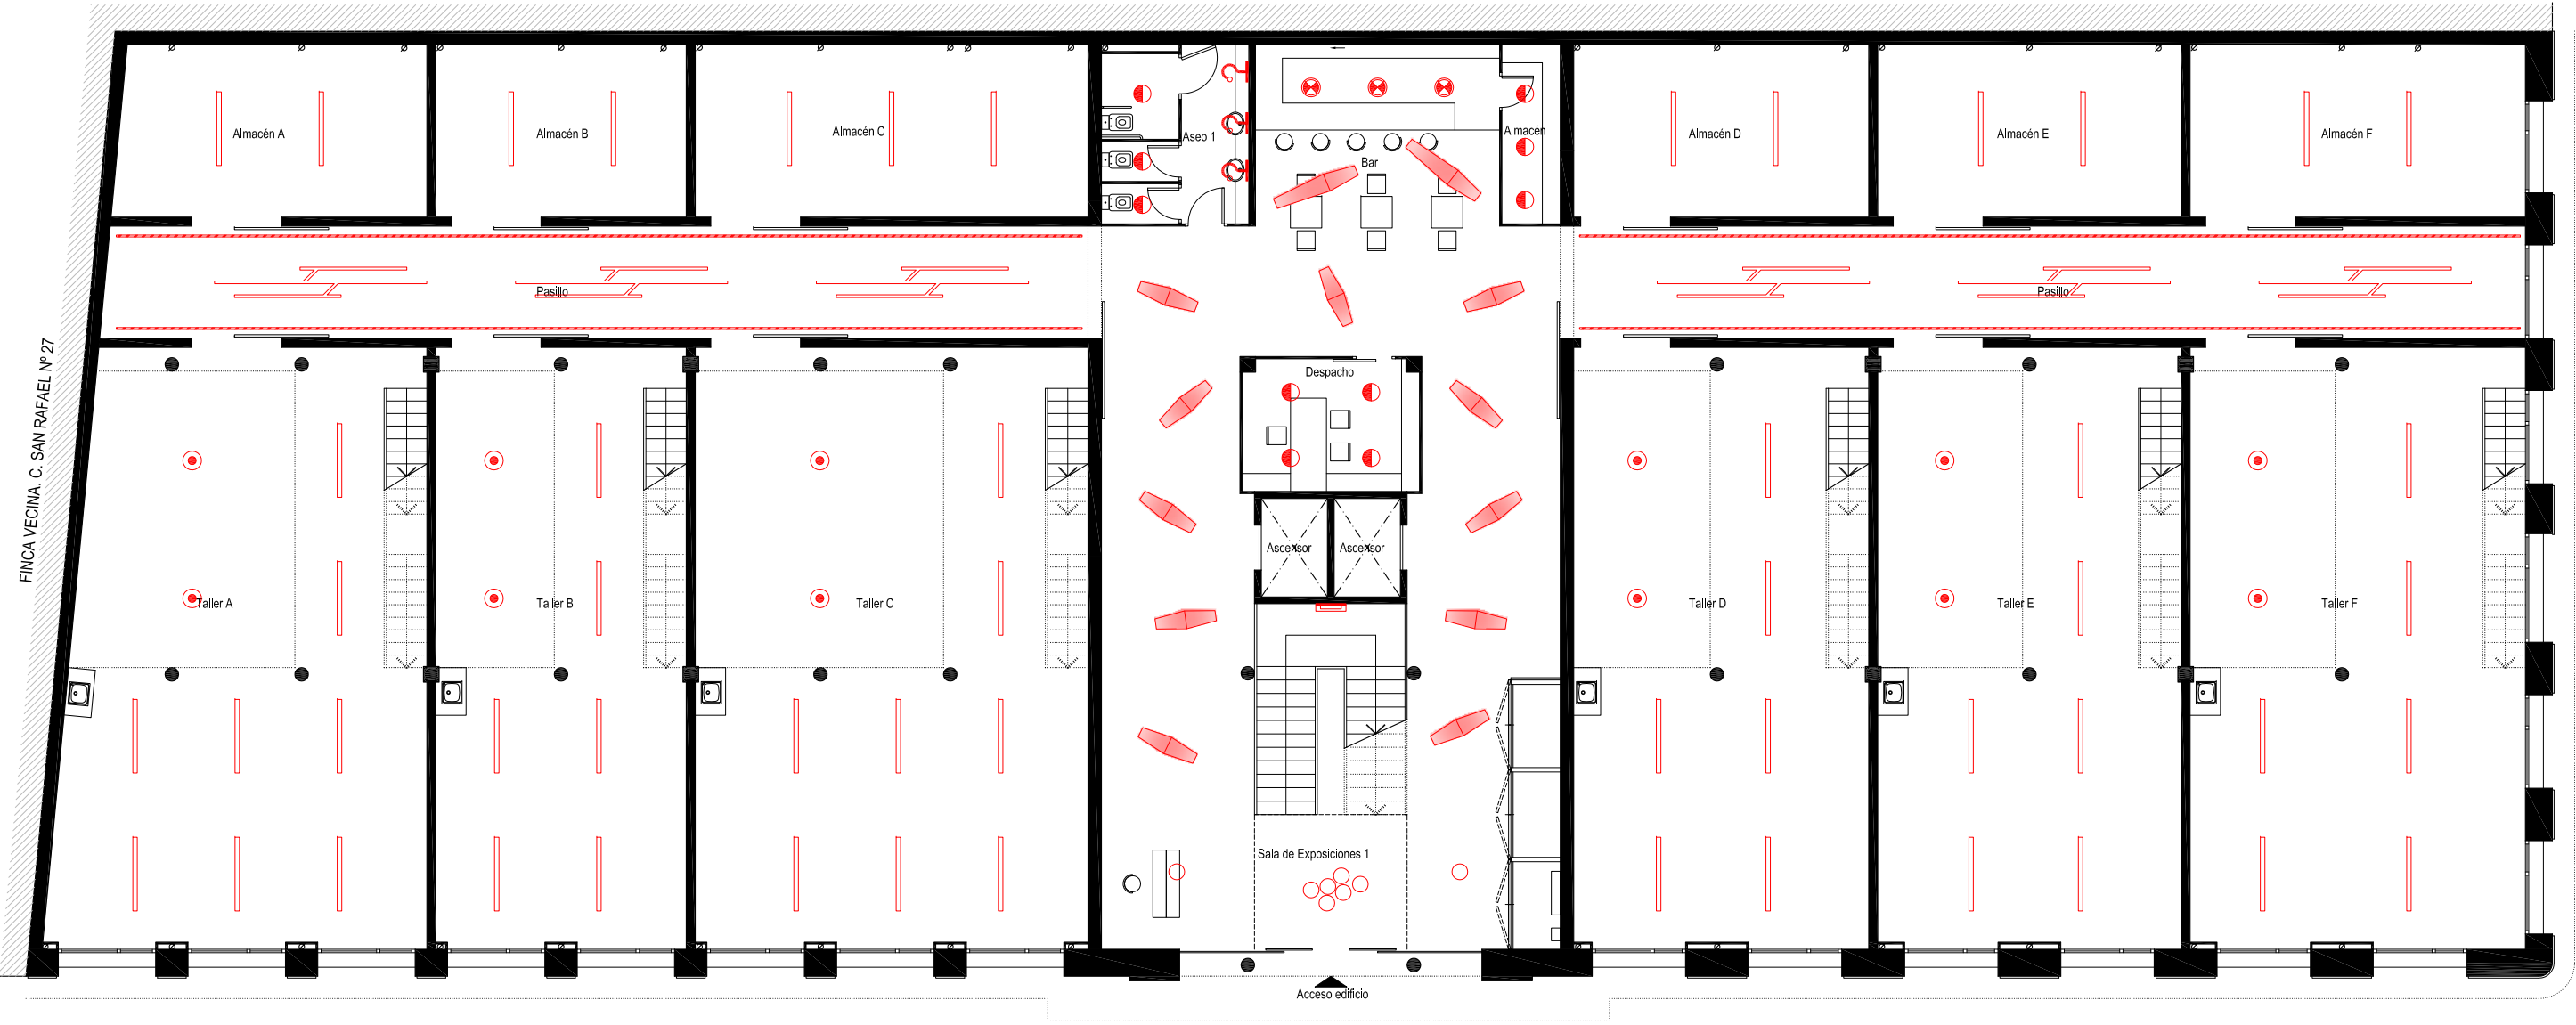 Almacén A
Almacén B
Almacén C
Aseo 1
Bar
Almacén
Almacén D
Almacén E
Almacén F
Pasillo
Pasillo
FINCA VECINA. C. SAN RAFAEL Nº 27
Despacho
Ascensor
Ascensor
Taller A
Taller B
Taller C
Taller D
Taller E
Taller F
Sala de Exposiciones 1
Acceso edificio